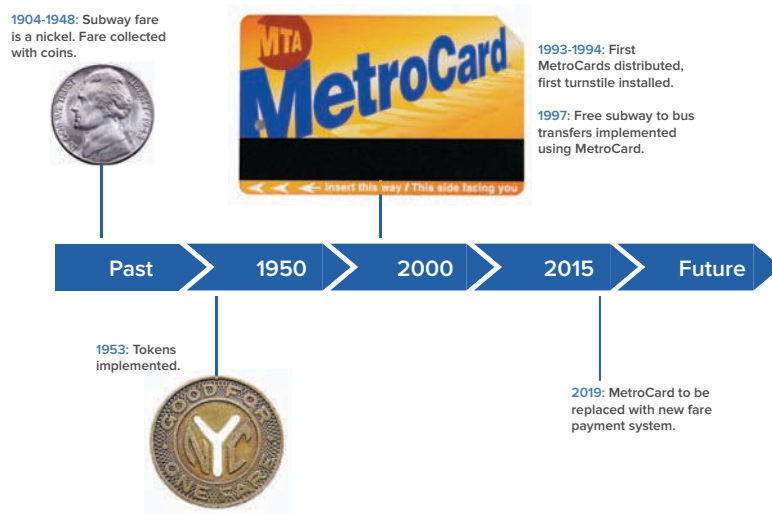 1904-1948: Subway fare
is a nickel. Fare collected
with coins.
MTA
MetroCard
Insert this way / This side facing you
1993-1994: First
MetroCards distributed,
first turnstile installed.
1997: Free subway to bus
transfers implemented
using MetroCard.
Past
1950
2000
2015
Future
1953: Tokens
implemented.
GOOD FOR
NYC
ONE FARE
2019: MetroCard to be
replaced with new fare
payment system.